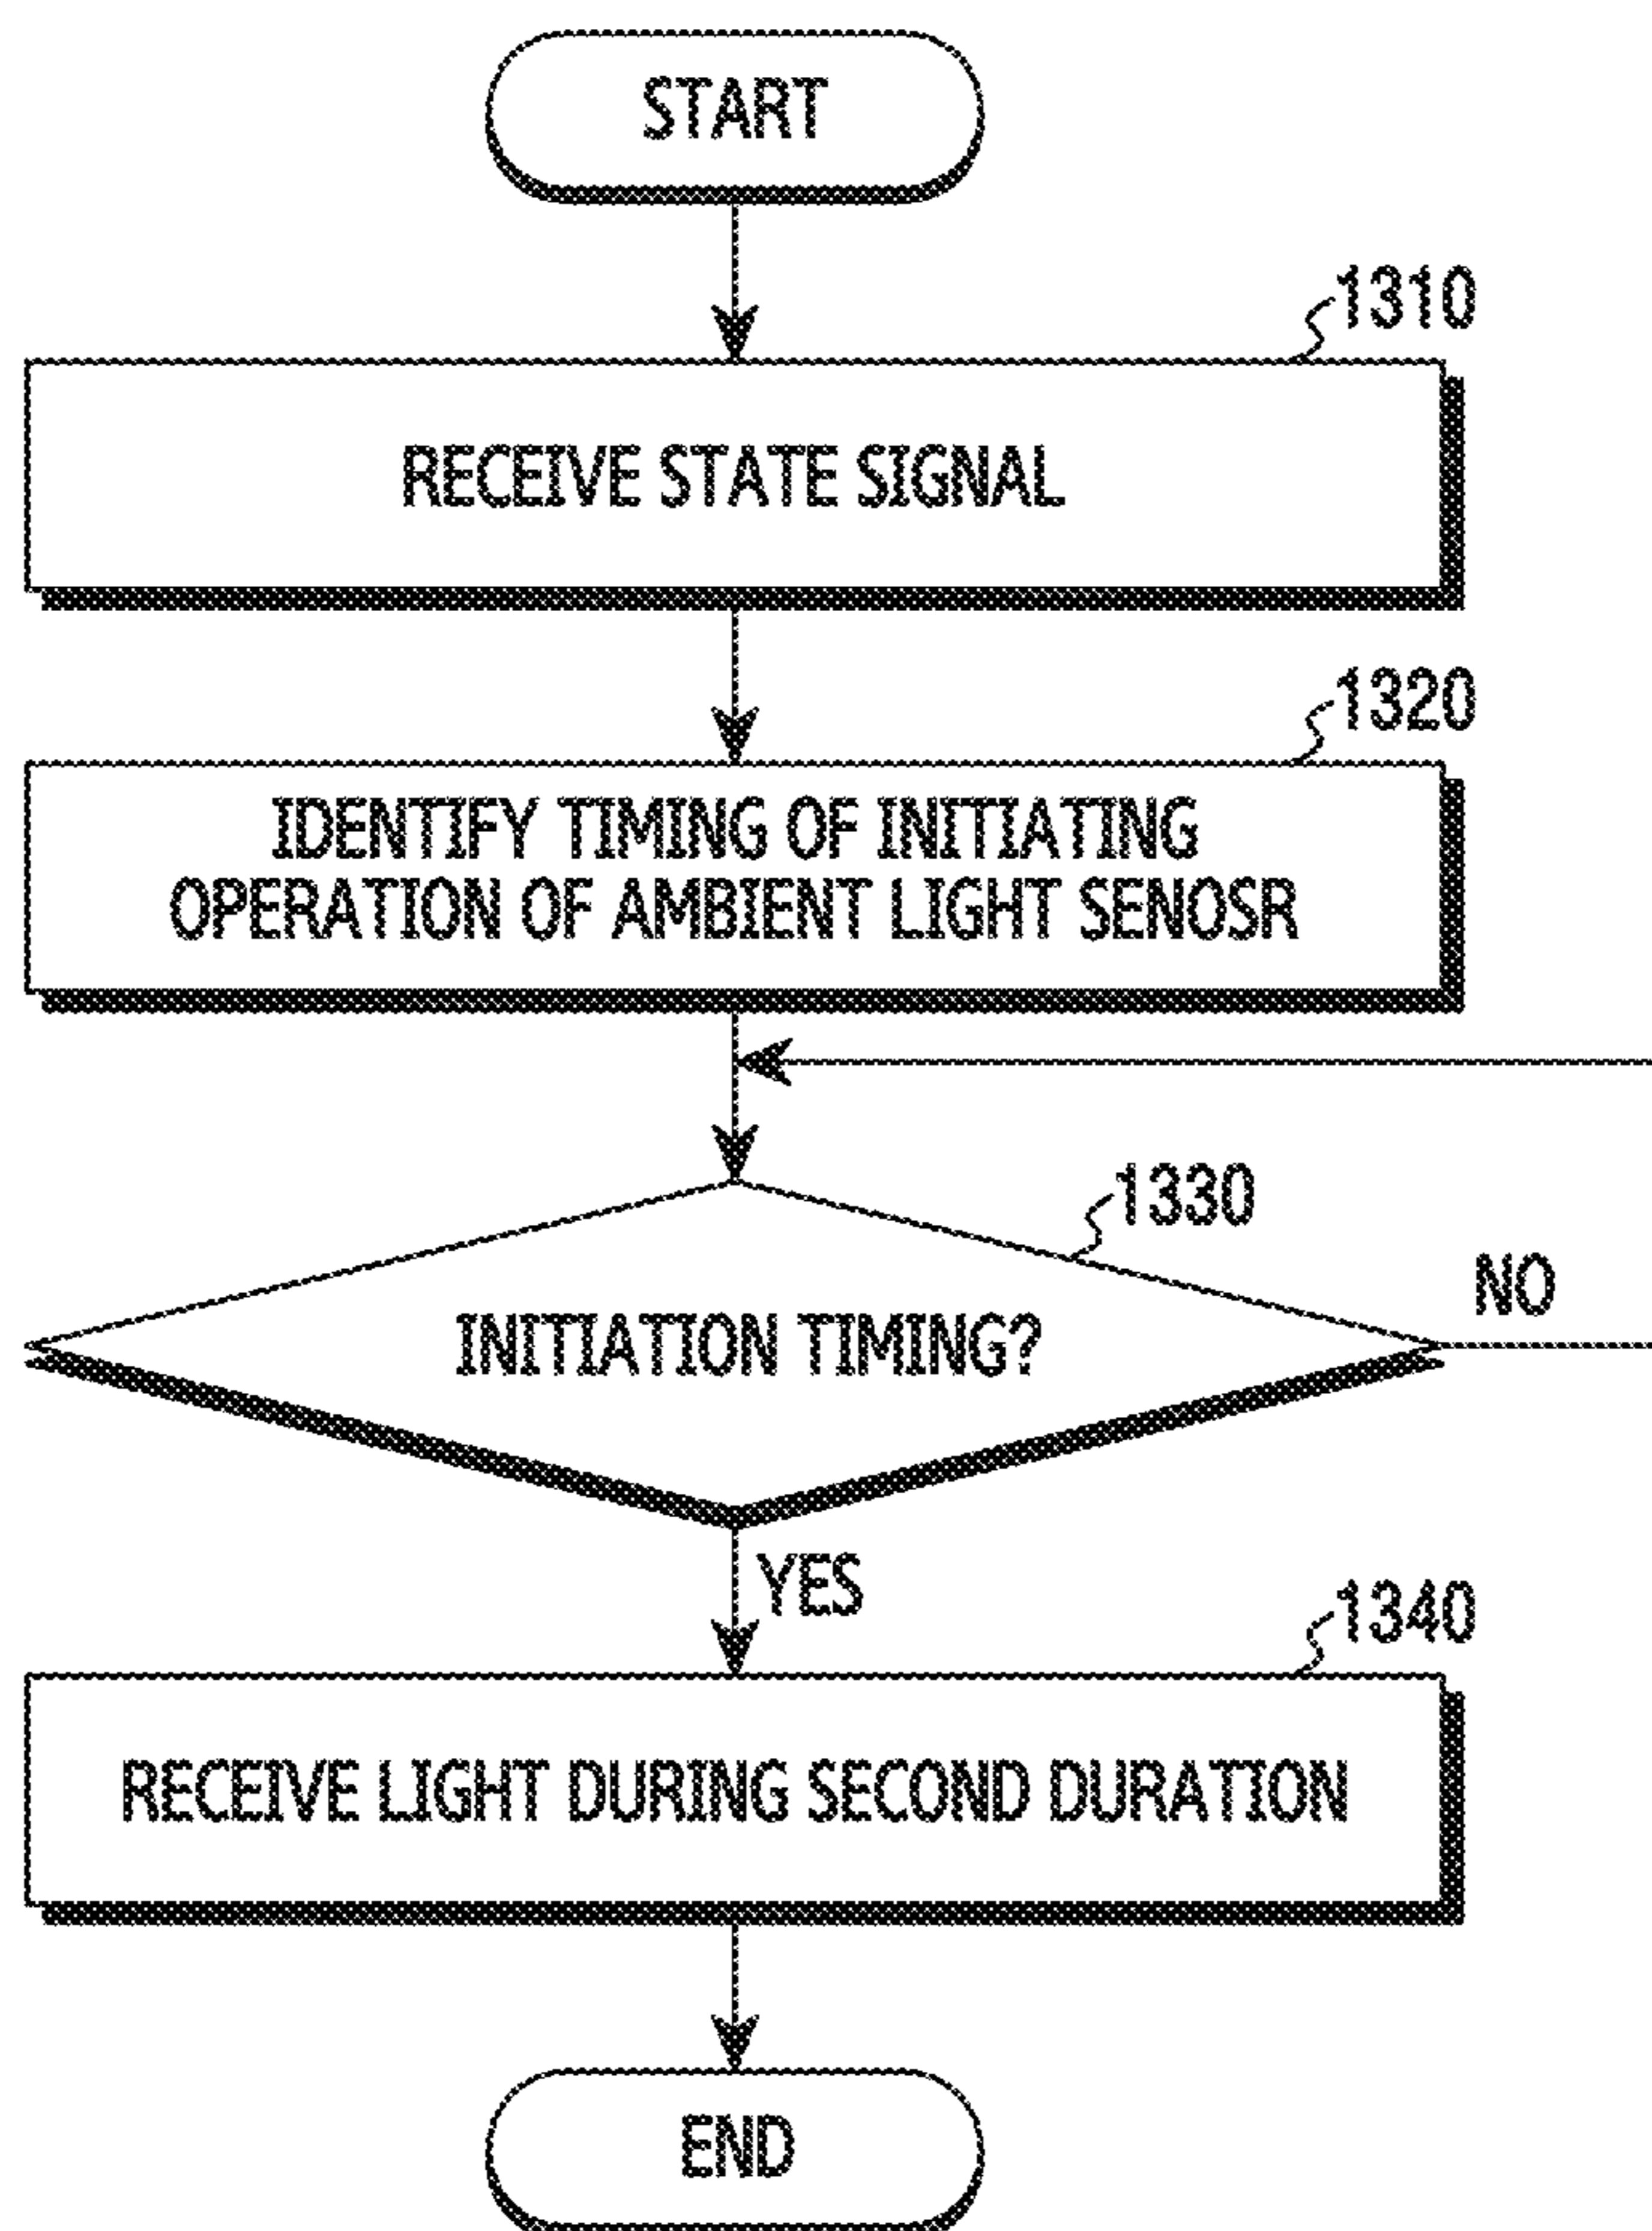 START
1310
RECEIVE STATE SIGNAL
1320
IDENTIFY TIMING OF INITIATING
OPERATION OF AMBIENT LIGHT SENOSR
1330
INITIATION TIMING?
NO
YES
1340
RECEIVE LIGHT DURING SECOND DURATION
END